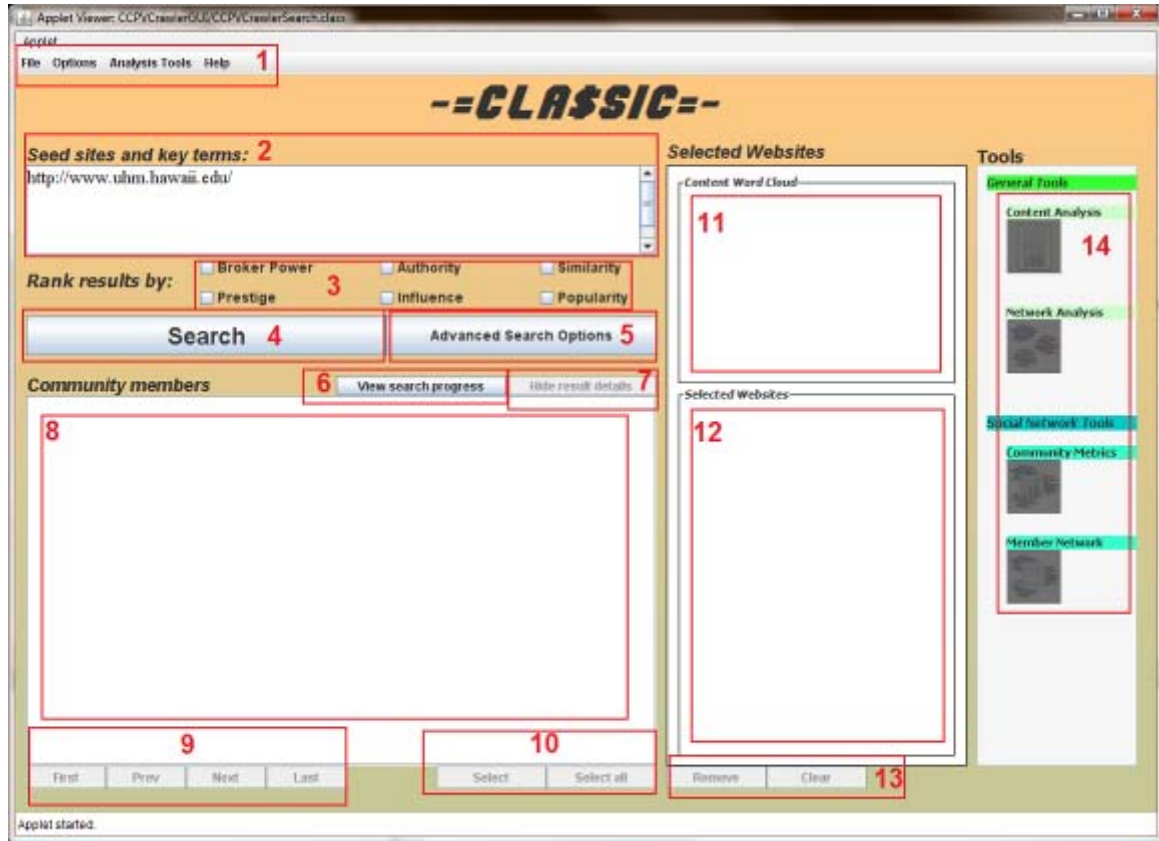 Applet Viewer: CCPVCrawlerGUI/CCPVCrawlerSearch.class
Applet
File Options Analysis Tools Help 1
-=CLA$SIC=-
Seed sites and key terms: 2
http://www.uhm.hawaii.edu/
Rank results by:
Broker Power Authority Similarity
3
Prestige Influence Popularity
Search 4
Advanced Search Options 5
Community members
6 View search progress
Hide result details 7
8
9
First Prev Next Last
10
Select Select all
Selected Websites
Content Word Cloud
11
Selected Websites
12
Remove Clear 13
Tools
General Tools
Content Analysis
14
Network Analysis
Social Network Tools
Community Metrics
Member Network
Applet started.